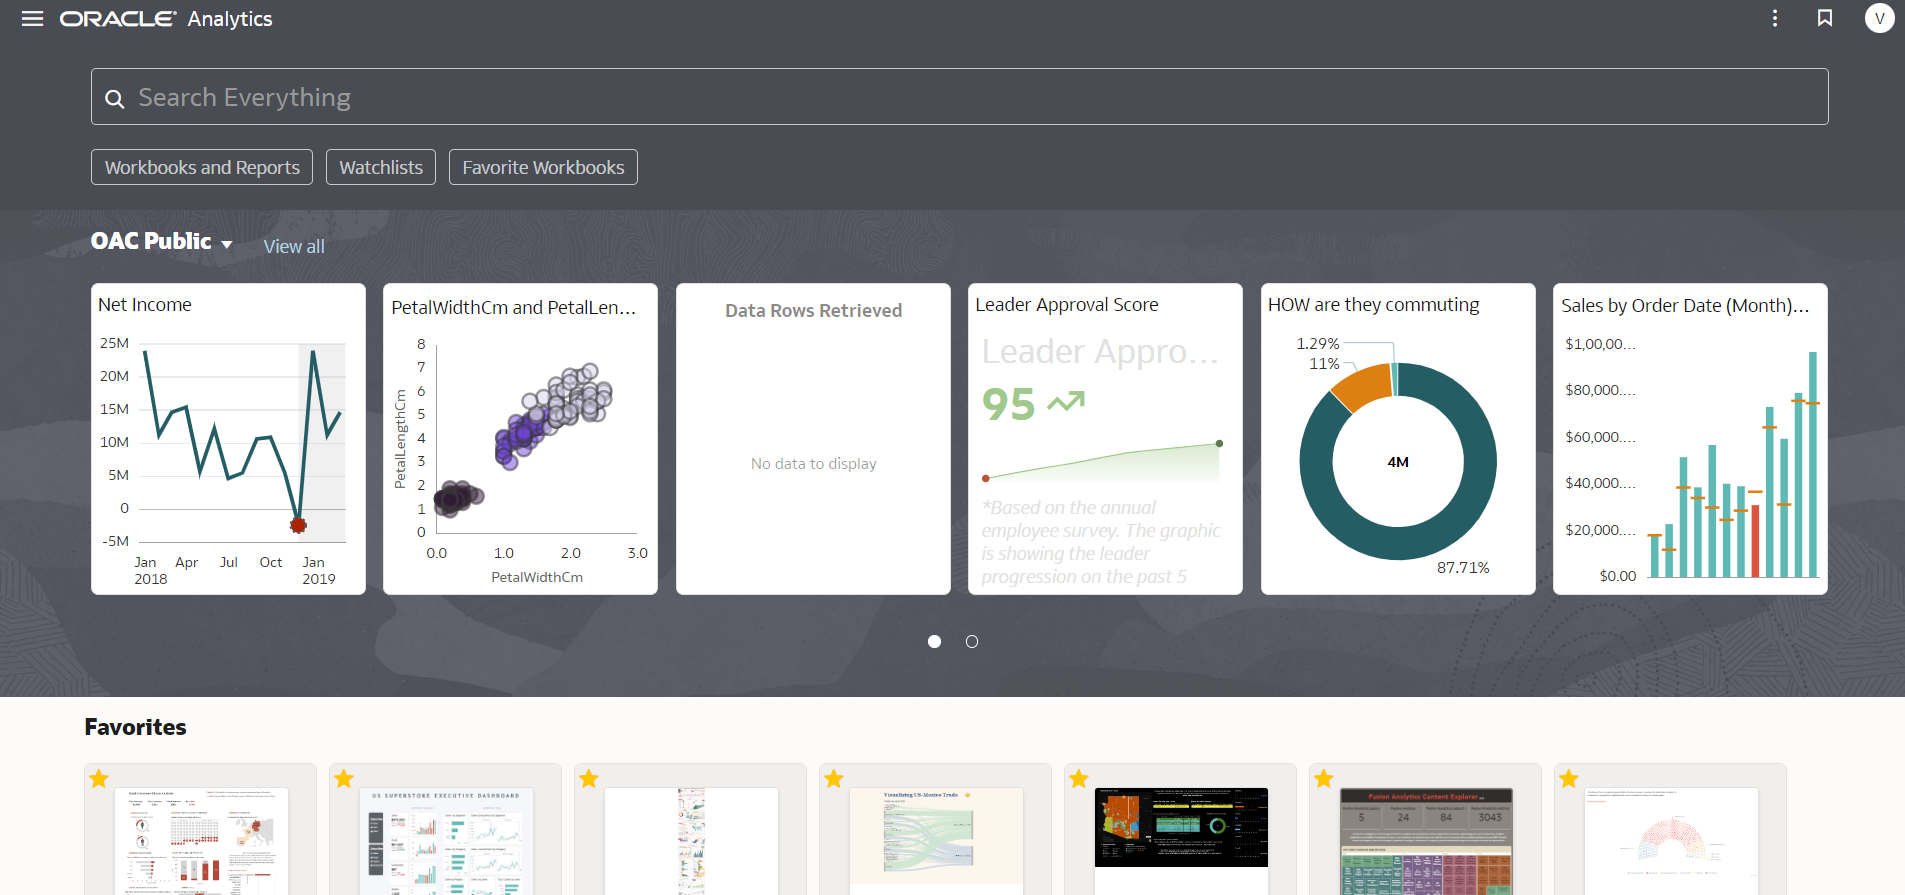 ORACLE Analytics
V
Search Everything
Workbooks and Reports
Watchlists
Favorite Workbooks
OAC Public
View all
Net Income
25M
20M
15M
10M
5M
0
-5M
Jan Apr Jul Oct Jan
2018 2019
PetalWidthCm and PetalLen...
PetalLengthCm
8
7
6
5
4
3
2
1
0
0.0 1.0 2.0 3.0
PetalWidthCm
Data Rows Retrieved
No data to display
Leader Approval Score
Leader Appro...
95
*Based on the annual
employee survey. The graphic
is showing the leader
progression on the past 5
HOW are they commuting
1.29%
11%
4M
87.71%
Sales by Order Date (Month)...
$1,00,00...
$80,000....
$60,000....
$40,000....
$20,000....
$0.00
Favorites
US SUPERSTORE EXECUTIVE DASHBOARD
Visualizing US-Mexico Trade
Fusion Analytics Content Explorer
5 24 84 3043